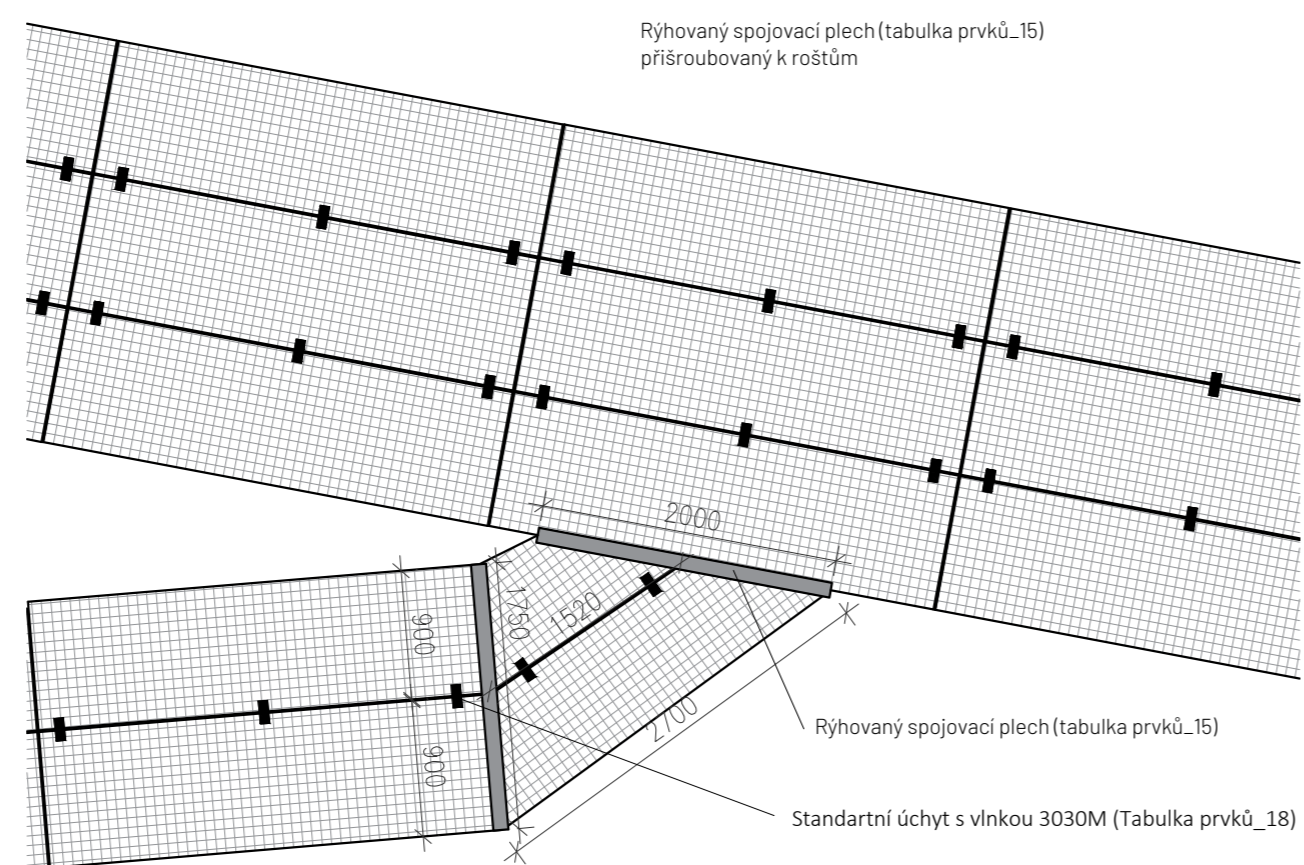 Rýhovaný spojovací plech (tabulka prvků_15)
přišroubovaný k roštům
2000
1750
1520
900
900
2700
Rýhovaný spojovací plech (tabulka prvků_15)
Standartní úchyt s vlnkou 3030M (Tabulka prvků_18)